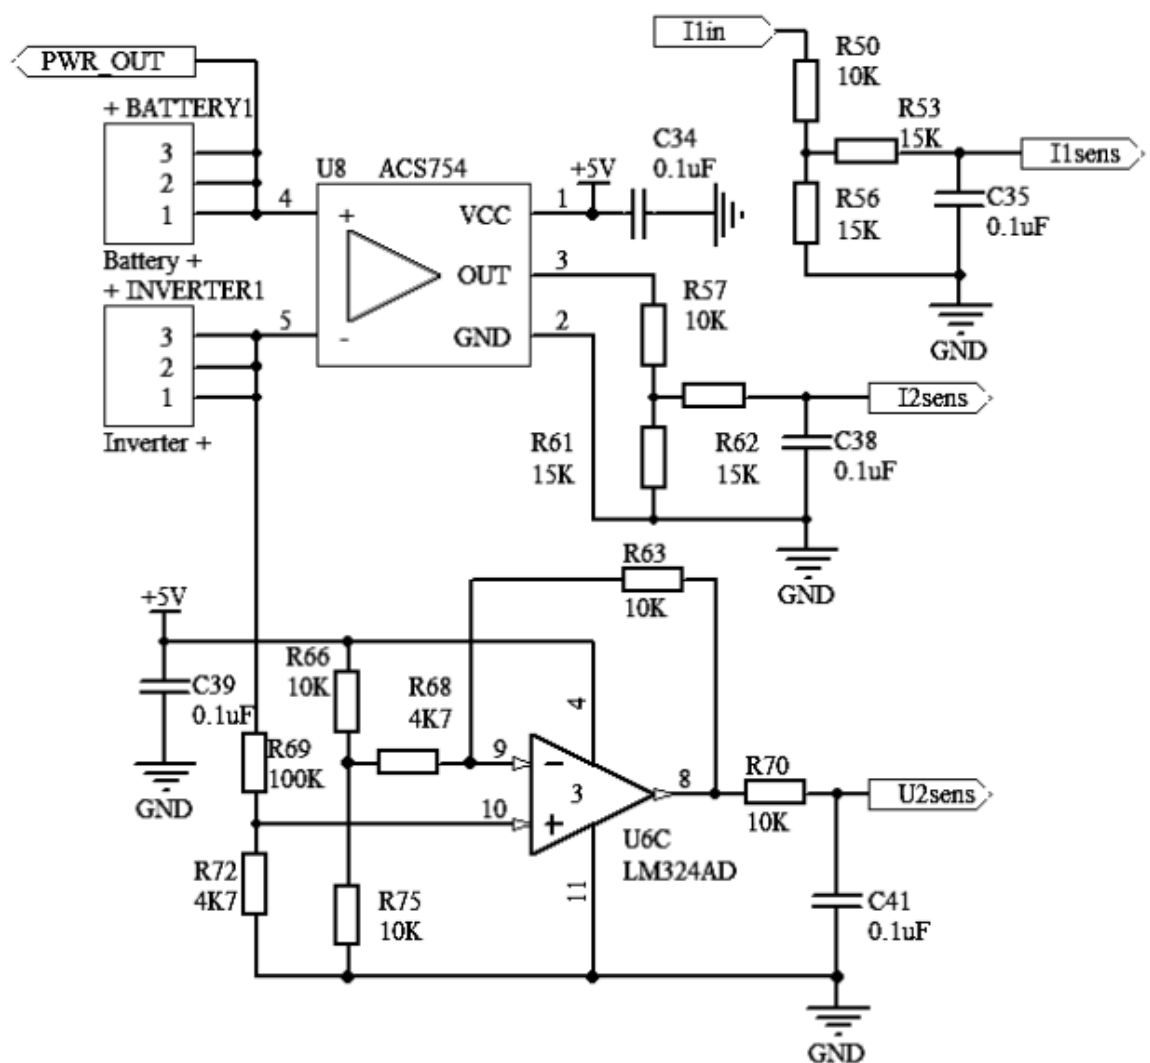 PWR_OUT
+ BATTERY1
3
2
1
Battery +
+ INVERTER1
3
2
1
Inverter +
4
5
U8 ACS754
+
-
VCC
OUT
GND
1
3
2
+5V
C34
0.1uF
I1in
R50
10K
R53
15K
I1sens
R56
15K
C35
0.1uF
GND
R57
10K
I2sens
R61
15K
R62
15K
C38
0.1uF
GND
+5V
C39
0.1uF
GND
R63
10K
R66
10K
R68
4K7
R69
100K
R72
4K7
R75
10K
4
9
10
8
11
-
3
+
U6C
LM324AD
R70
10K
U2sens
C41
0.1uF
GND